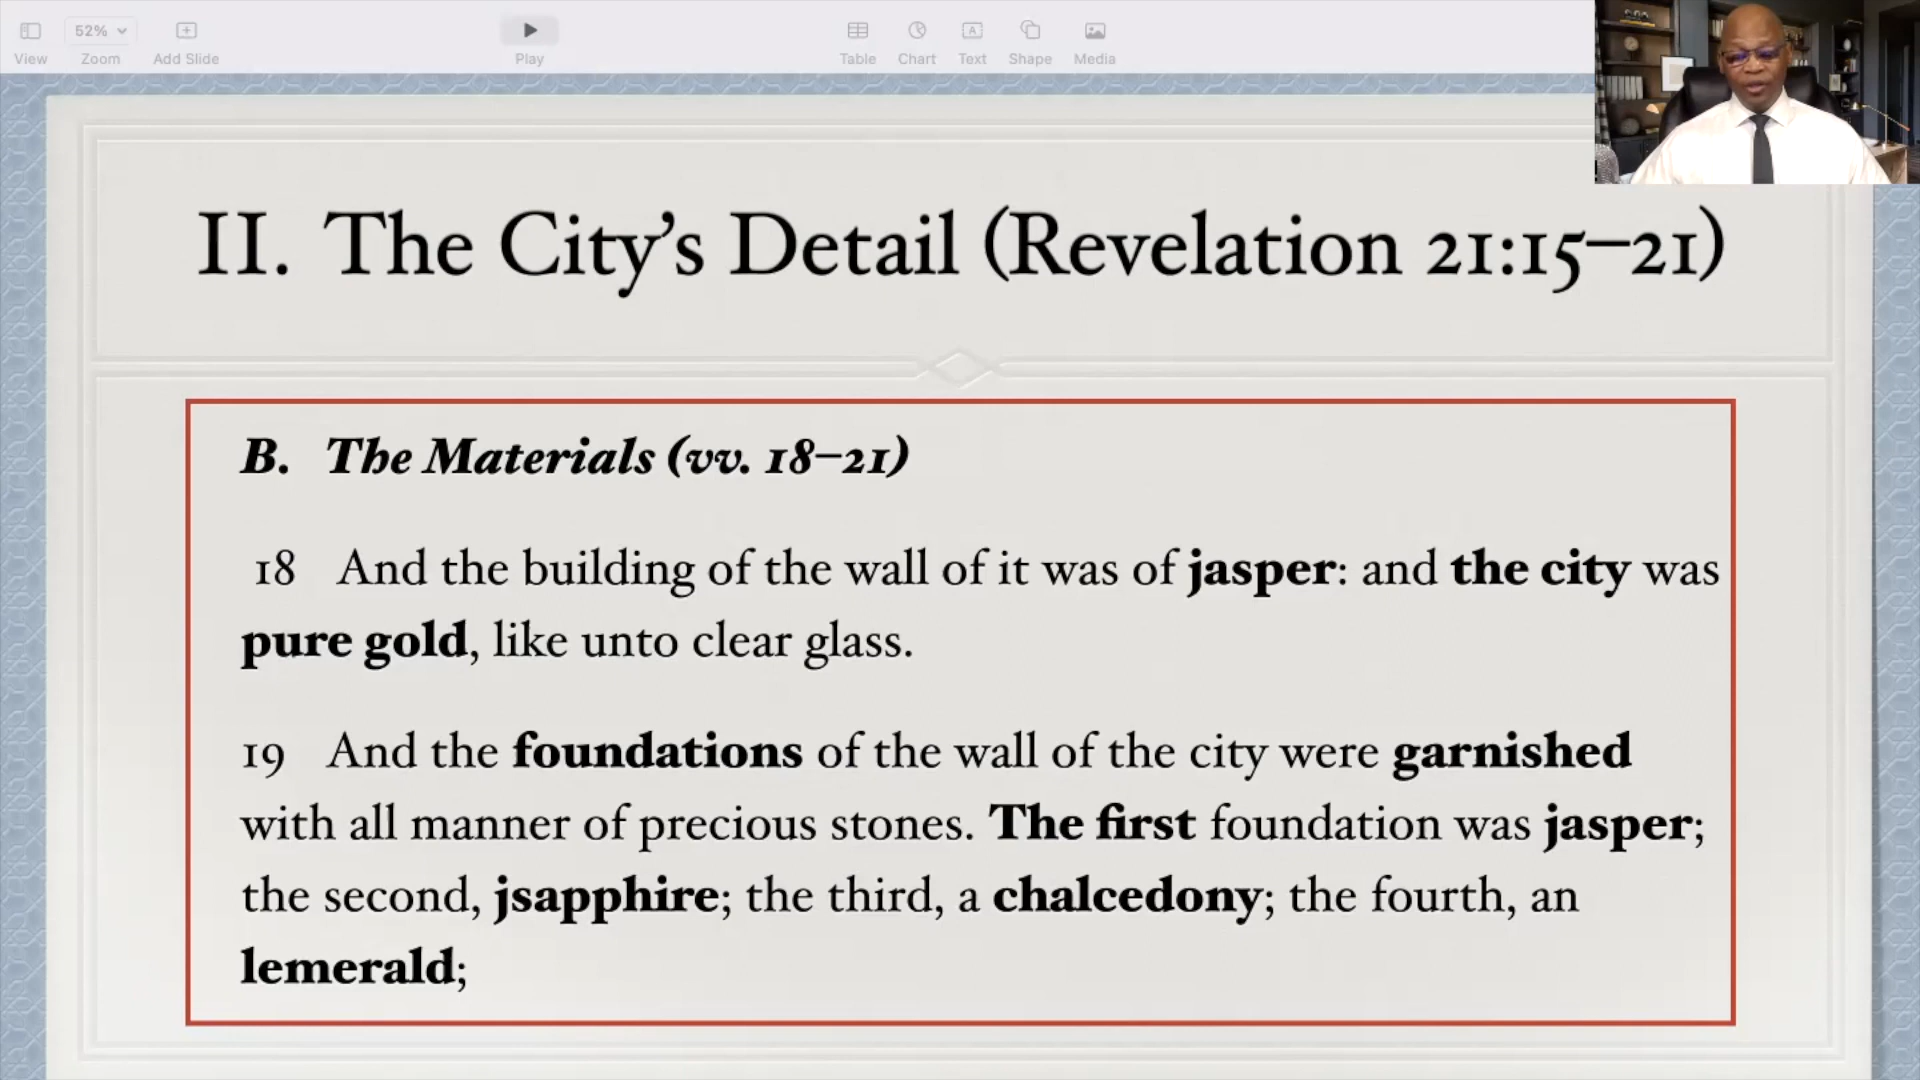 52%
View
Zoom
Add Slide
Play
Table
Chart
Text
Shape
Media
II. The City’s Detail (Revelation 21:15–21)
B. The Materials (vv. 18–21)
18 And the building of the wall of it was of jasper: and the city was
pure gold, like unto clear glass.
19 And the foundations of the wall of the city were garnished
with all manner of precious stones. The first foundation was jasper;
the second, jsapphire; the third, a chalcedony; the fourth, an
lemerald;